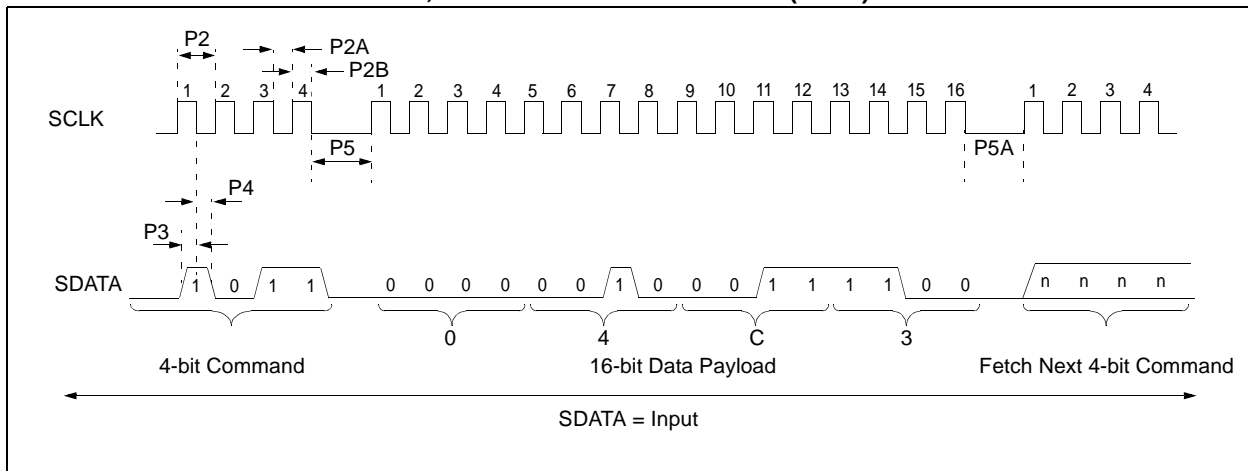 P2
P2A
P2B
1 2 3 4 1 2 3 4 5 6 7 8 9 10 11 12 13 14 15 16 1 2 3 4
SCLK
P5
P5A
P4
P3
SDATA
1 0 1 1 0 0 0 0 0 0 1 0 0 0 1 1 1 1 0 0 n n n n
0 4 C 3
4-bit Command
16-bit Data Payload
Fetch Next 4-bit Command
SDATA = Input